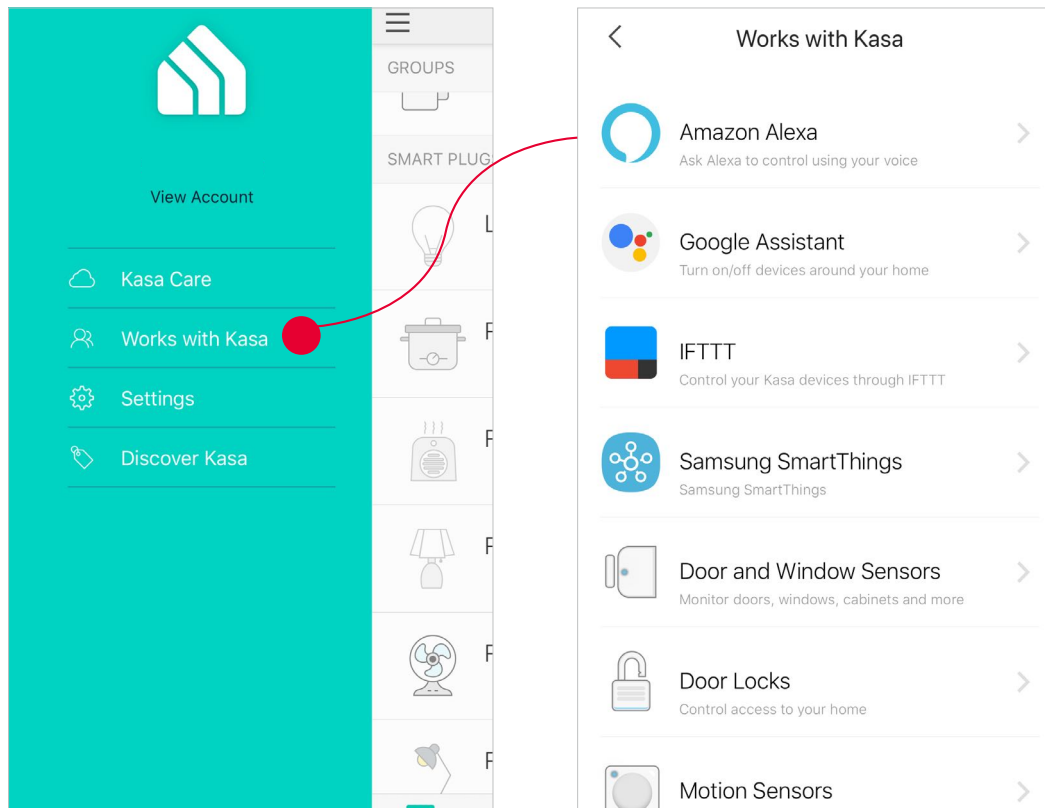 View Account
Kasa Care
Works with Kasa
Settings
Discover Kasa
GROUPS
SMART PLUG
L
F
F
F
F
F
Works with Kasa
Amazon Alexa
Ask Alexa to control using your voice
Google Assistant
Turn on/off devices around your home
IFTTT
Control your Kasa devices through IFTTT
Samsung SmartThings
Samsung SmartThings
Door and Window Sensors
Monitor doors, windows, cabinets and more
Door Locks
Control access to your home
Motion Sensors